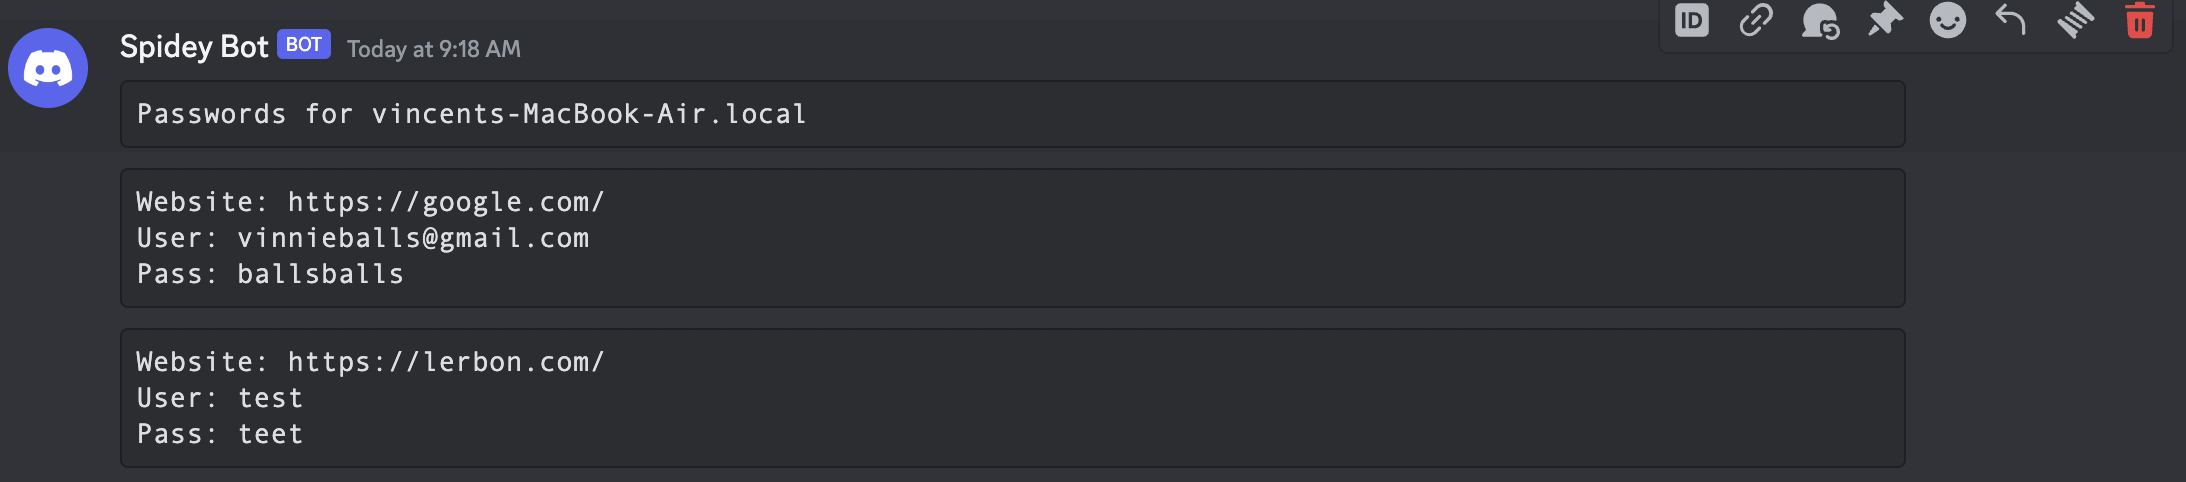 Spidey Bot BOT Today at 9:18 AM
ID
Passwords for vincents-MacBook-Air.local
Website: https://google.com/
User: vinnieballs@gmail.com
Pass: ballsballs
Website: https://lerbon.com/
User: test
Pass: teet